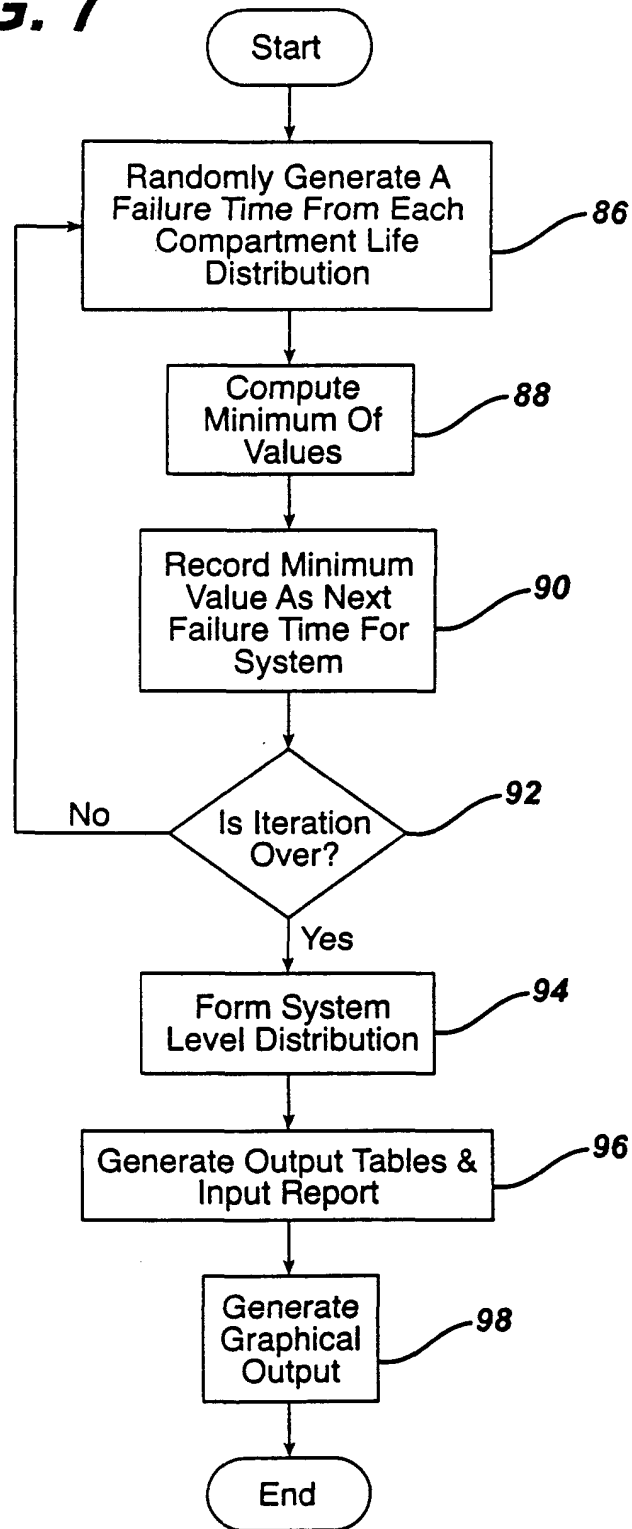 G. 7
Start
Randomly Generate A
Failure Time From Each
Compartment Life
Distribution
86
Compute
Minimum Of
Values
88
Record Minimum
Value As Next
Failure Time For
System
90
Is Iteration
Over?
92
No
Yes
Form System
Level Distribution
94
Generate Output Tables &
Input Report
96
Generate
Graphical
Output
98
End